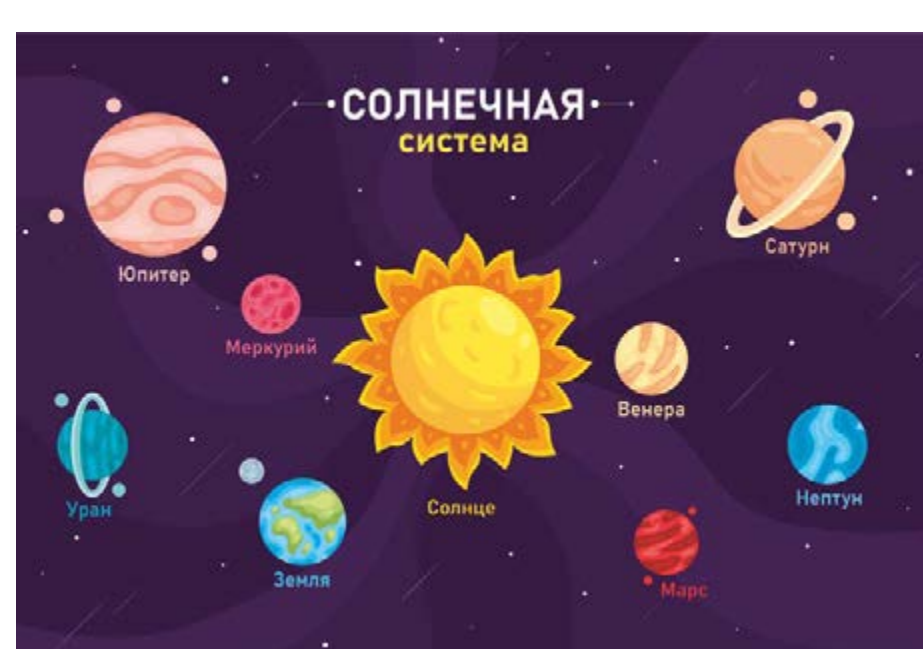 СОЛНЕЧНАЯ
система
Юпитер
Сатурн
Меркурий
Венера
Уран
Солнце
Нептун
Земля
Марс